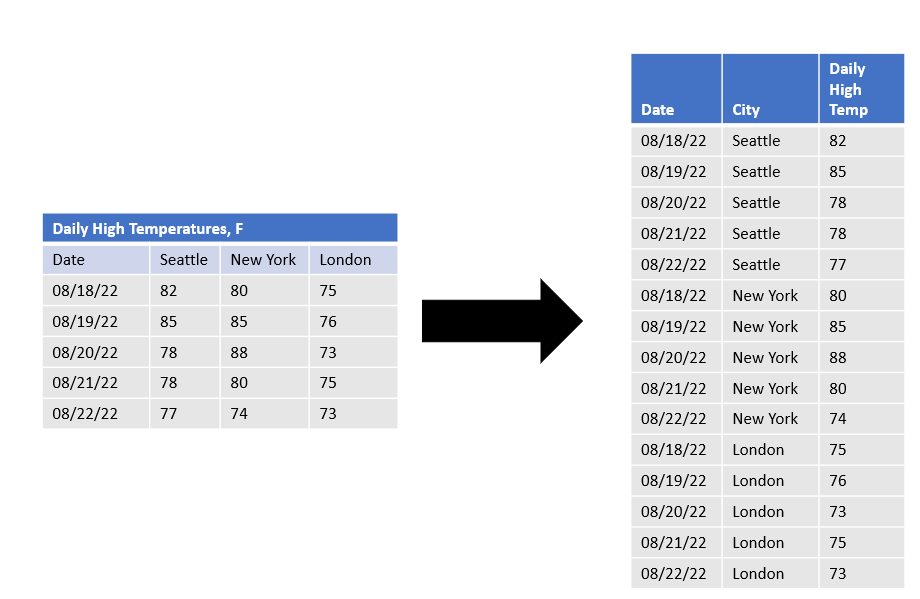 Daily High Temperatures, F
Date Seattle New York London
08/18/22 82 80 75
08/19/22 85 85 76
08/20/22 78 88 73
08/21/22 78 80 75
08/22/22 77 74 73
Daily
High
Date City Temp
08/18/22 Seattle 82
08/19/22 Seattle 85
08/20/22 Seattle 78
08/21/22 Seattle 78
08/22/22 Seattle 77
08/18/22 New York 80
08/19/22 New York 85
08/20/22 New York 88
08/21/22 New York 80
08/22/22 New York 74
08/18/22 London 75
08/19/22 London 76
08/20/22 London 73
08/21/22 London 75
08/22/22 London 73